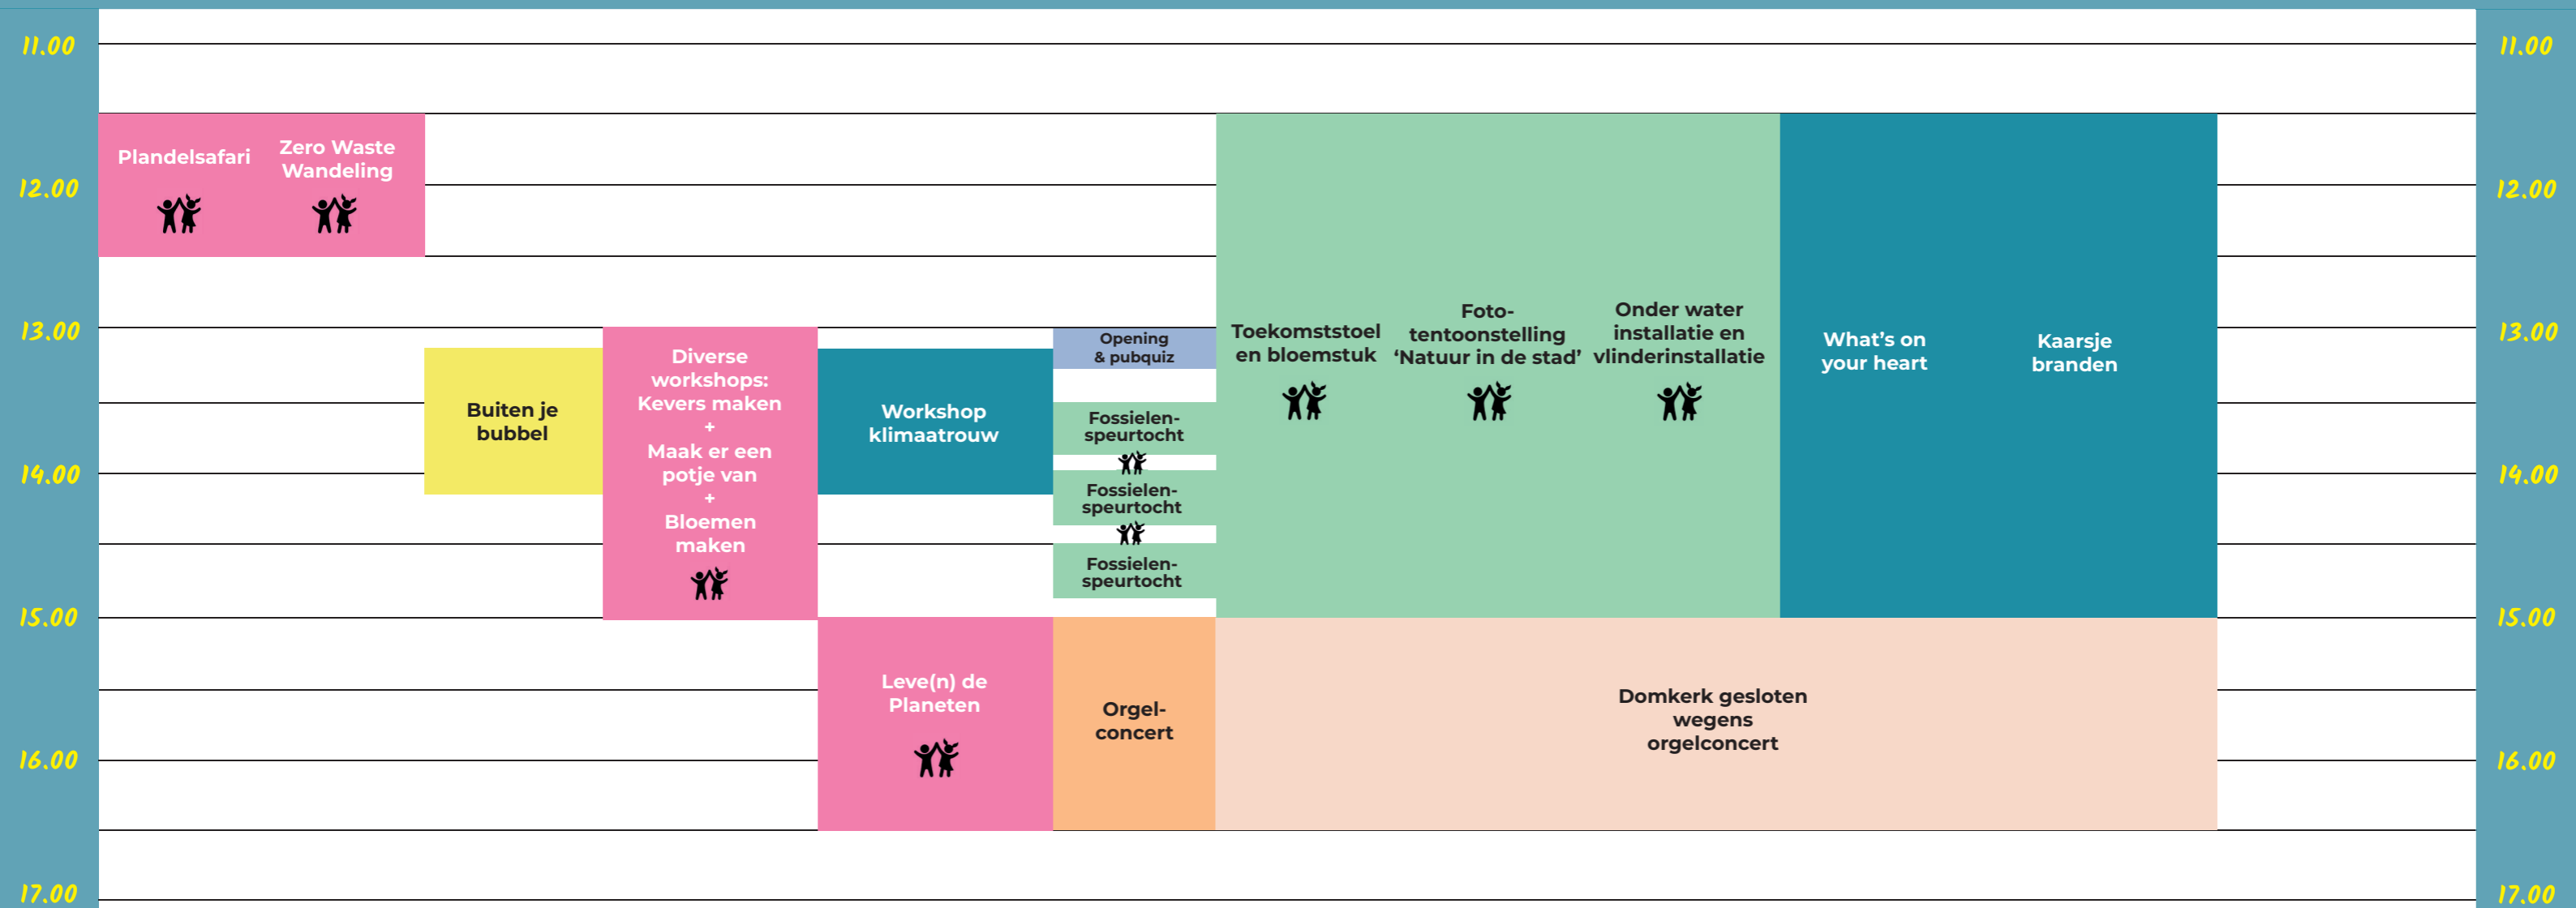 11.00
12.00
13.00
14.00
15.00
16.00
17.00
Plandelsafari
Zero Waste
Wandeling
Buiten je
bubbel
Diverse
workshops:
Kevers maken
+
Maak er een
potje van
+
Bloemen
maken
Workshop
klimaatrouw
Leve(n) de
Planeten
Opening
& pubquiz
Fossielen-
speurtocht
Fossielen-
speurtocht
Fossielen-
speurtocht
Orgel-
concert
Toekomststoel
en bloemstuk
Foto-
tentoonstelling
‘Natuur in de stad’
Onder water
installatie en
vlinderinstallatie
What’s on
your heart
Kaarsje
branden
Domkerk gesloten
wegens
orgelconcert
11.00
12.00
13.00
14.00
15.00
16.00
17.00